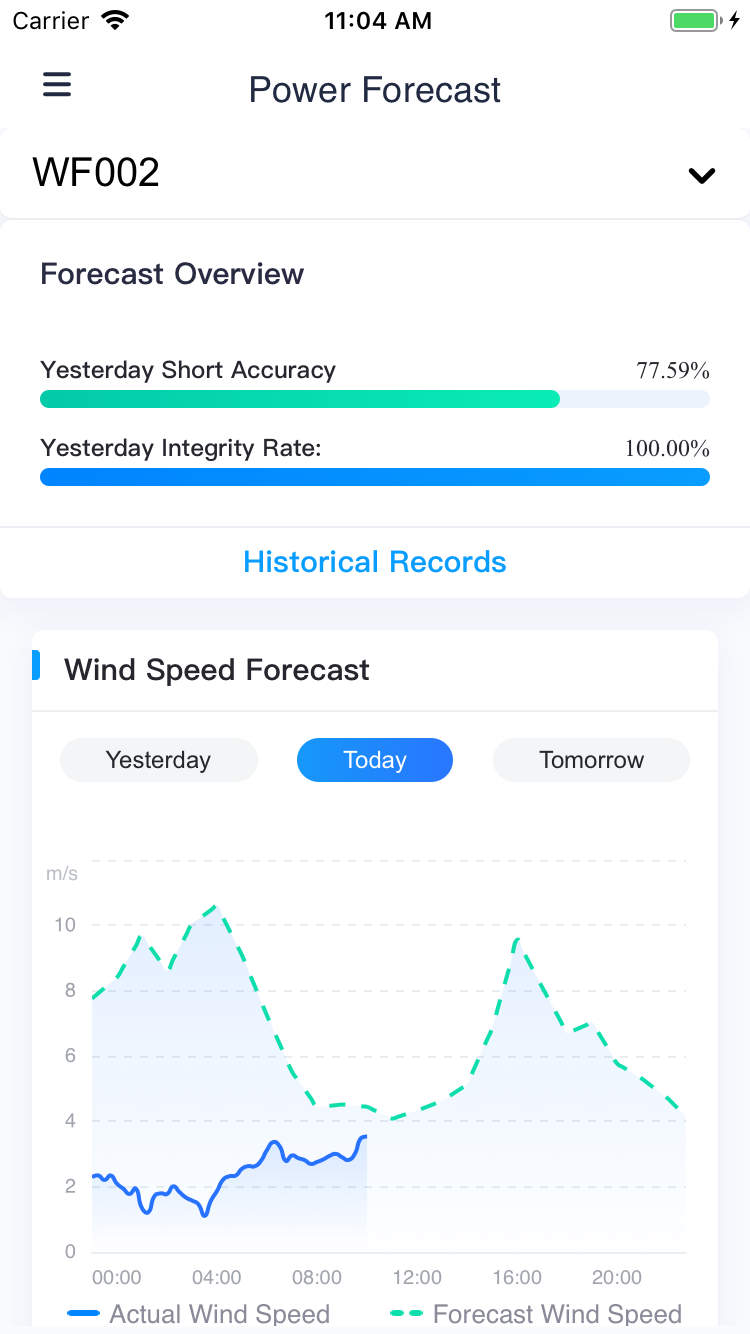 Carrier 11:04 AM
Power Forecast
WF002
Forecast Overview
Yesterday Short Accuracy 77.59%
Yesterday Integrity Rate: 100.00%
Historical Records
Wind Speed Forecast
Yesterday Today Tomorrow
m/s
10
8
6
4
2
0
00:00 04:00 08:00 12:00 16:00 20:00
Actual Wind Speed Forecast Wind Speed